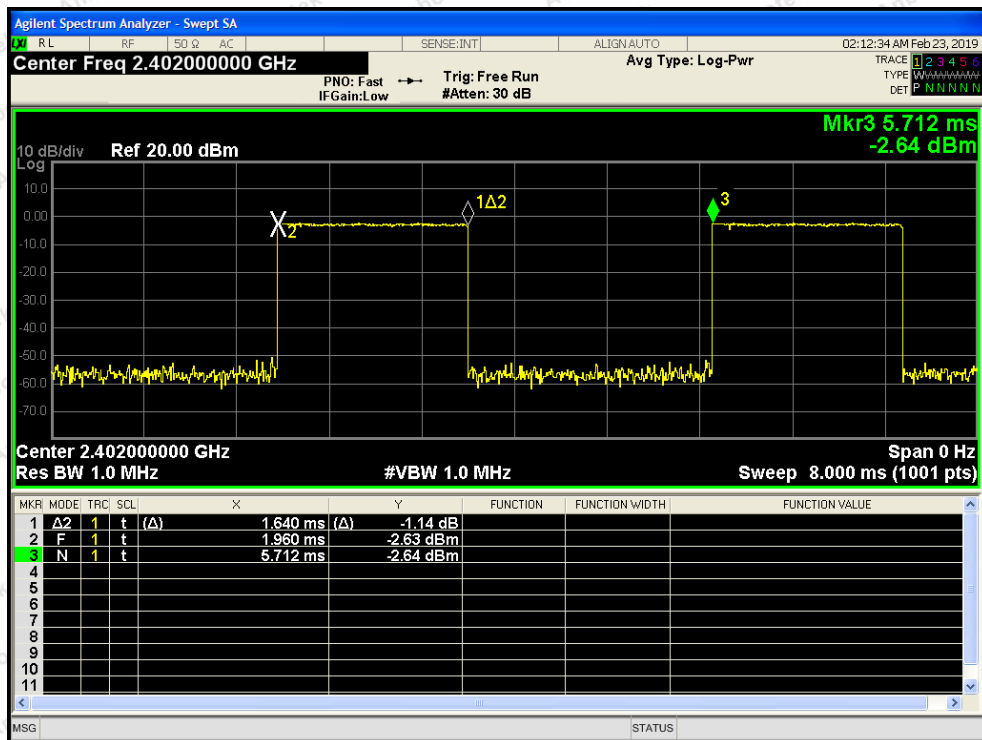 Agilent Spectrum Analyzer - Swept SA
LXI RL RF 50 Ω AC SENSE:INT ALIGN AUTO 02:12:34 AM Feb 23, 2019
Center Freq 2.402000000 GHz Avg Type: Log-Pwr TRACE 1 2 3 4 5 6
PNO: Fast Trig: Free Run TYPE WWWWWW
IFGain:Low #Atten: 30 dB DET P N N N N N
Mkr3 5.712 ms
10 dB/div Ref 20.00 dBm -2.64 dBm
Log
10.0
0.00
-10.0
-20.0
-30.0
-40.0
-50.0
-60.0
-70.0
X2
1Δ2
3
Center 2.402000000 GHz Span 0 Hz
Res BW 1.0 MHz #VBW 1.0 MHz Sweep 8.000 ms (1001 pts)
MKR MODE TRC SCL X Y FUNCTION FUNCTION WIDTH FUNCTION VALUE
1 Δ2 1 t (Δ) 1.640 ms (Δ) -1.14 dB
2 F 1 t 1.960 ms -2.63 dBm
3 N 1 t 5.712 ms -2.64 dBm
4
5
6
7
8
9
10
11
MSG STATUS